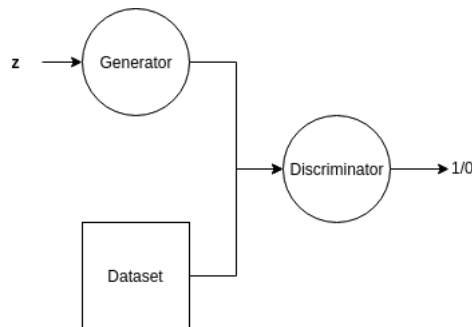 z
Generator
Discriminator
1/0
Dataset